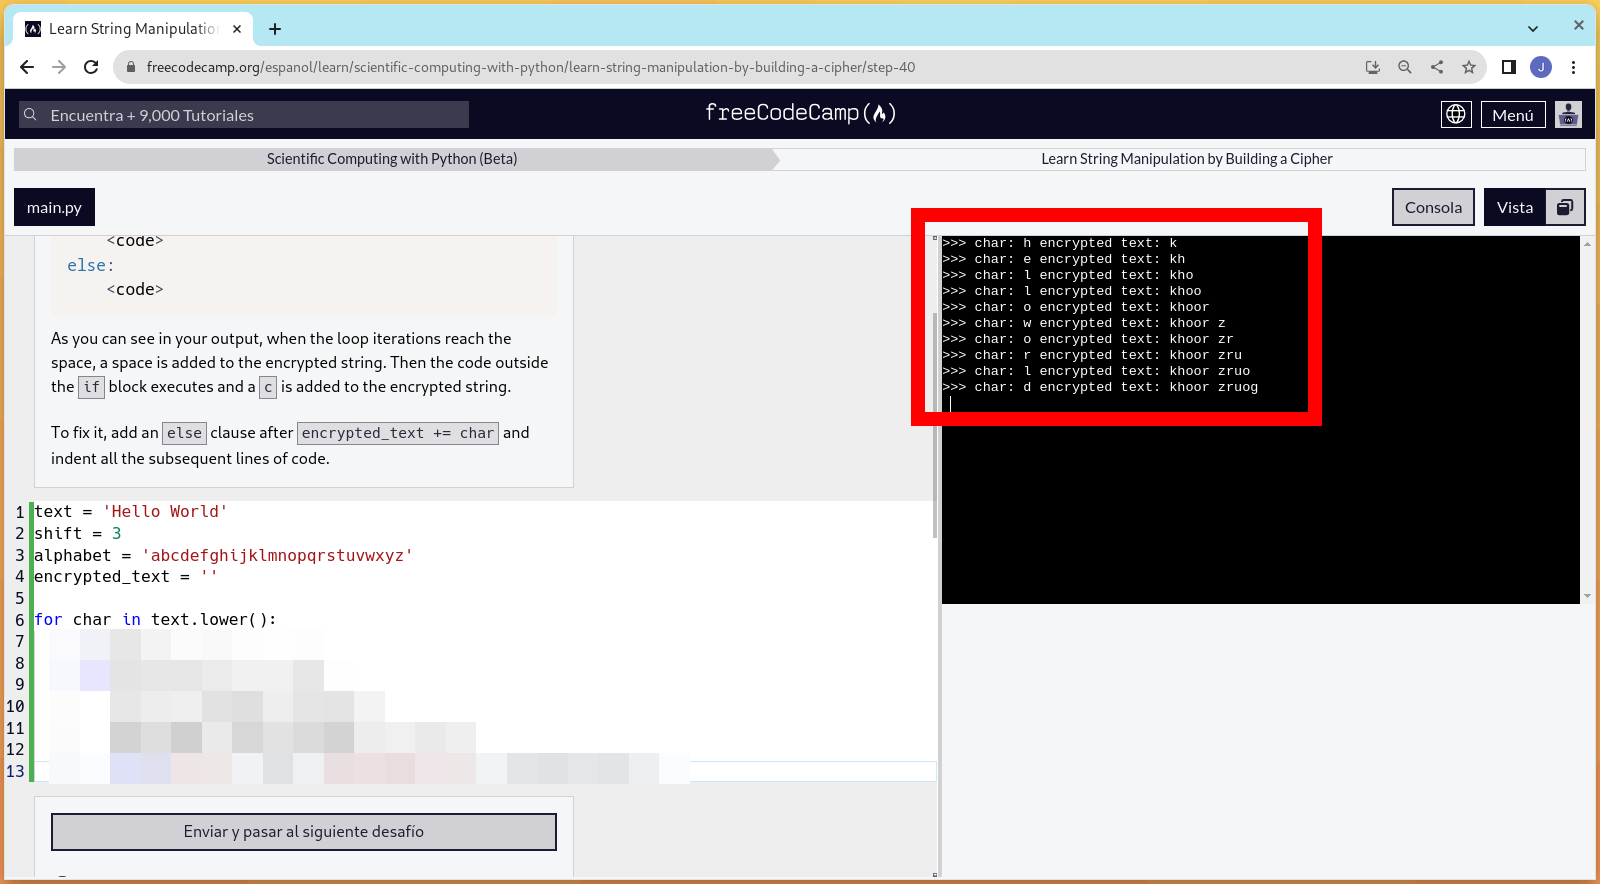 Learn String Manipulatio
freecodecamp.org/espanol/learn/scientific-computing-with-python/learn-string-manipulation-by-building-a-cipher/step-40
J
Encuentra + 9,000 Tutoriales
freeCodeCamp
Menú
Scientific Computing with Python (Beta)
Learn String Manipulation by Building a Cipher
main.py
Consola
Vista
<code>
else:
<code>
As you can see in your output, when the loop iterations reach the
space, a space is added to the encrypted string. Then the code outside
the if block executes and a c is added to the encrypted string.
To fix it, add an else clause after encrypted_text += char and
indent all the subsequent lines of code.
1 text = 'Hello World'
2 shift = 3
3 alphabet = 'abcdefghijklmnopqrstuvwxyz'
4 encrypted_text = ''
5
6 for char in text.lower():
7
8
9
10
11
12
13
Enviar y pasar al siguiente desafío
>>> char: h encrypted text: k
>>> char: e encrypted text: kh
>>> char: l encrypted text: kho
>>> char: l encrypted text: khoo
>>> char: o encrypted text: khoor
>>> char: w encrypted text: khoor z
>>> char: o encrypted text: khoor zr
>>> char: r encrypted text: khoor zru
>>> char: l encrypted text: khoor zruo
>>> char: d encrypted text: khoor zruog